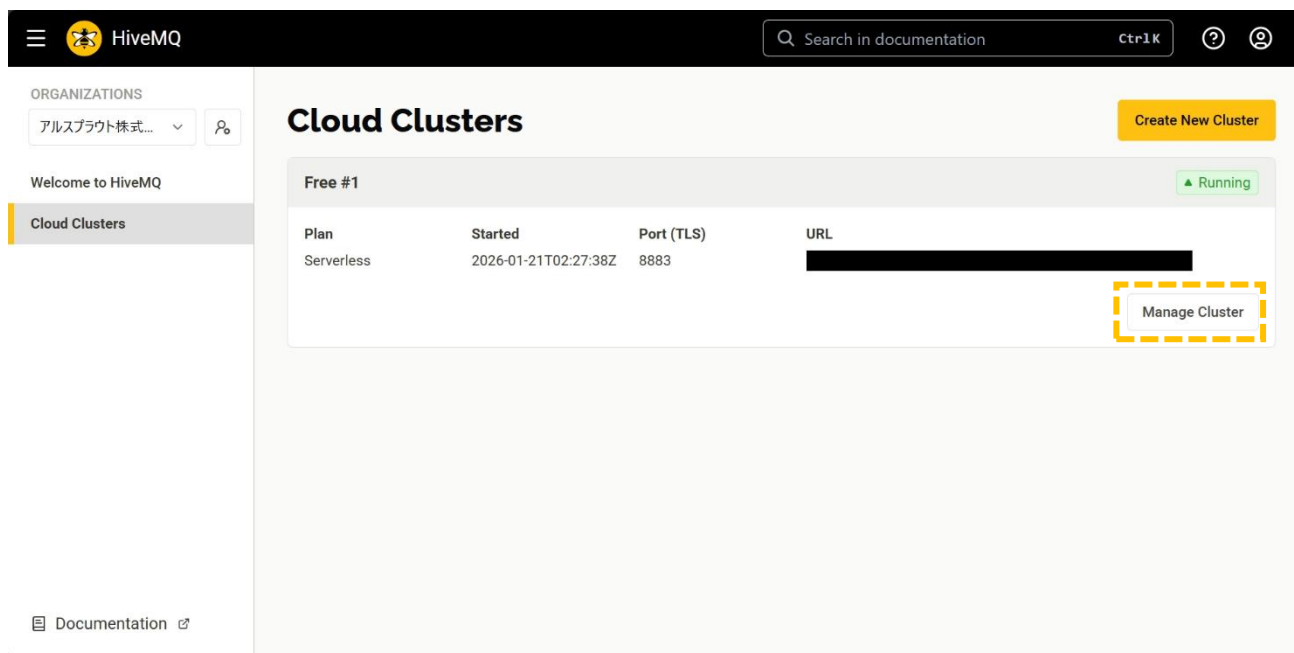 HiveMQ
Search in documentation
Ctrl K
ORGANIZATIONS
アルスプラウト株式...
Welcome to HiveMQ
Cloud Clusters
Cloud Clusters
Create New Cluster
Free #1
Running
Plan Started Port (TLS) URL
Serverless 2026-01-21T02:27:38Z 8883
Manage Cluster
Documentation